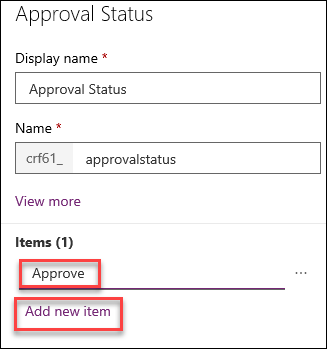 Approval Status
Display name *
Approval Status
Name *
crf61_ approvalstatus
View more
Items (1)
Approve ...
Add new item